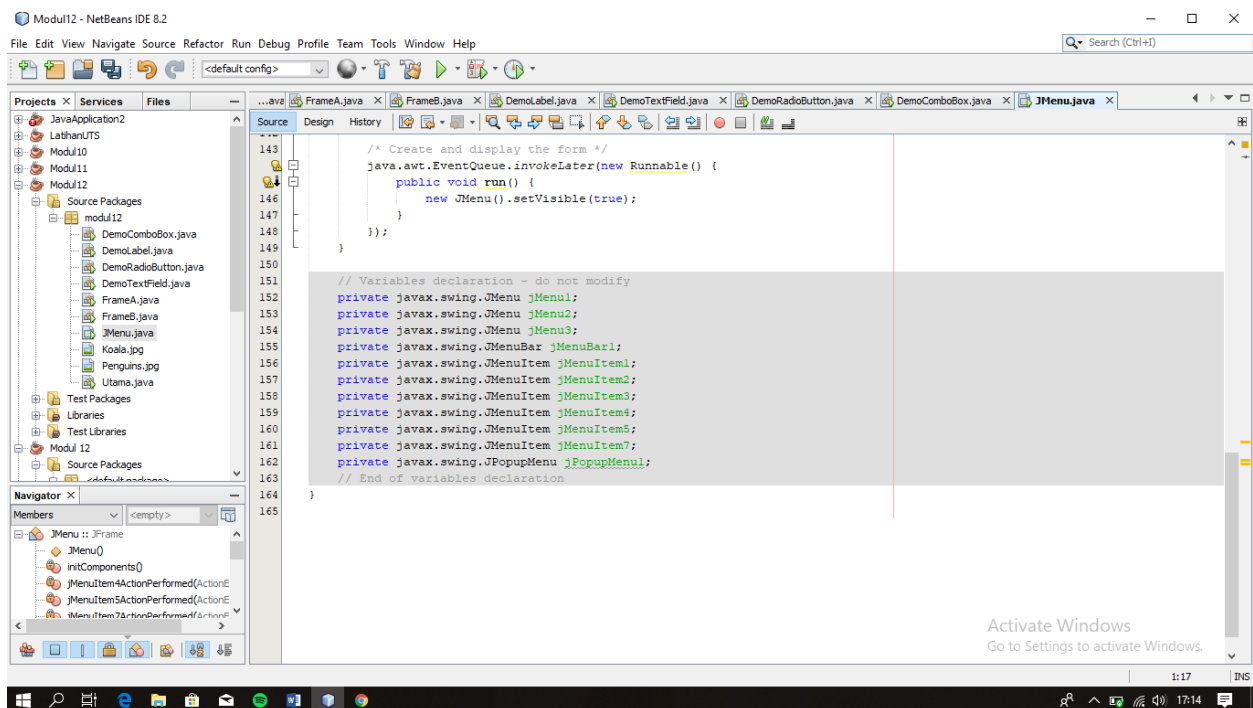 Modul12 - NetBeans IDE 8.2
File Edit View Navigate Source Refactor Run Debug Profile Team Tools Window Help
Search (Ctrl+I)
<default config>
Projects Services Files
...ava FrameA.java FrameB.java DemoLabel.java DemoTextField.java DemoRadioButton.java DemoComboBox.java JMenu.java
Source Design History
JavaApplication2
LatihanUTS
Modul10
Modul11
Modul12
Source Packages
modul12
DemoComboBox.java
DemoLabel.java
DemoRadioButton.java
DemoTextField.java
FrameA.java
FrameB.java
JMenu.java
Koala.jpg
Penguins.jpg
Utama.java
Test Packages
Libraries
Test Libraries
Modul 12
Source Packages
<default package>
Navigator
Members <empty>
JMenu :: JFrame
JMenu()
initComponents()
jMenuItem4ActionPerformed(ActionE
jMenuItem5ActionPerformed(ActionE
jMenuItem7ActionPerformed(ActionE
143 /* Create and display the form */
java.awt.EventQueue.invokeLater(new Runnable() {
public void run() {
146 new JMenu().setVisible(true);
147 }
148 });
149 }
150
151 // Variables declaration - do not modify
152 private javax.swing.JMenu jMenu1;
153 private javax.swing.JMenu jMenu2;
154 private javax.swing.JMenu jMenu3;
155 private javax.swing.JMenuBar jMenuBar1;
156 private javax.swing.JMenuItem jMenuItem1;
157 private javax.swing.JMenuItem jMenuItem2;
158 private javax.swing.JMenuItem jMenuItem3;
159 private javax.swing.JMenuItem jMenuItem4;
160 private javax.swing.JMenuItem jMenuItem5;
161 private javax.swing.JMenuItem jMenuItem7;
162 private javax.swing.JPopupMenu jPopupMenu1;
163 // End of variables declaration
164 }
165
Activate Windows
Go to Settings to activate Windows.
1:17 INS
17:14